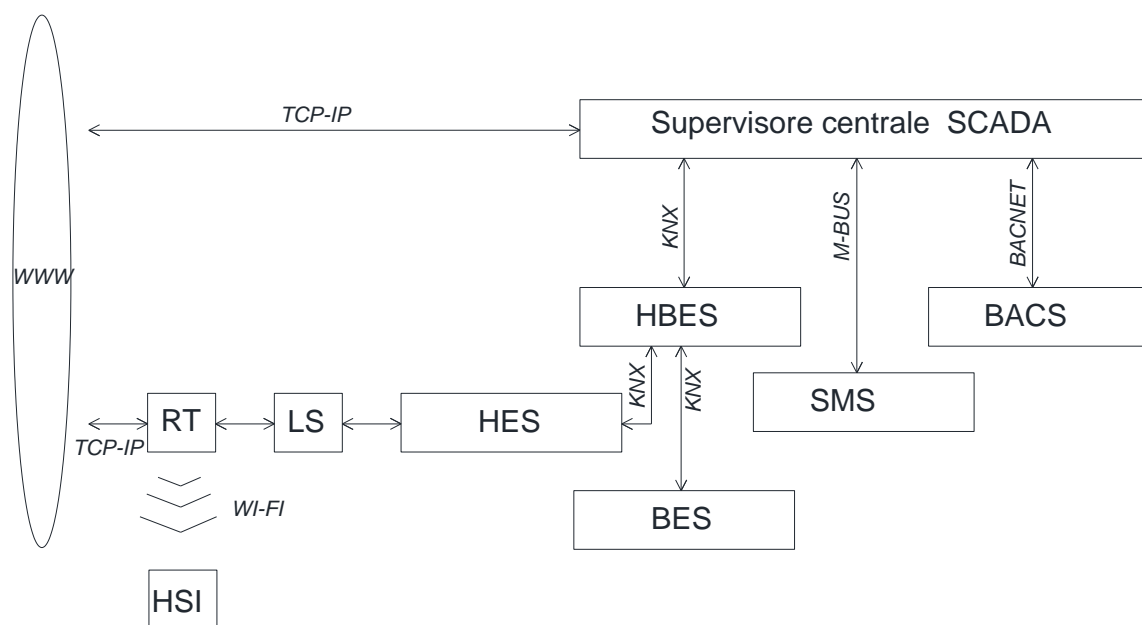 TCP-IP
Supervisore centrale SCADA
KNX
M-BUS
BACNET
WWW
HBES
BACS
KNX
KNX
SMS
RT
LS
HES
TCP-IP
WI-FI
BES
HSI